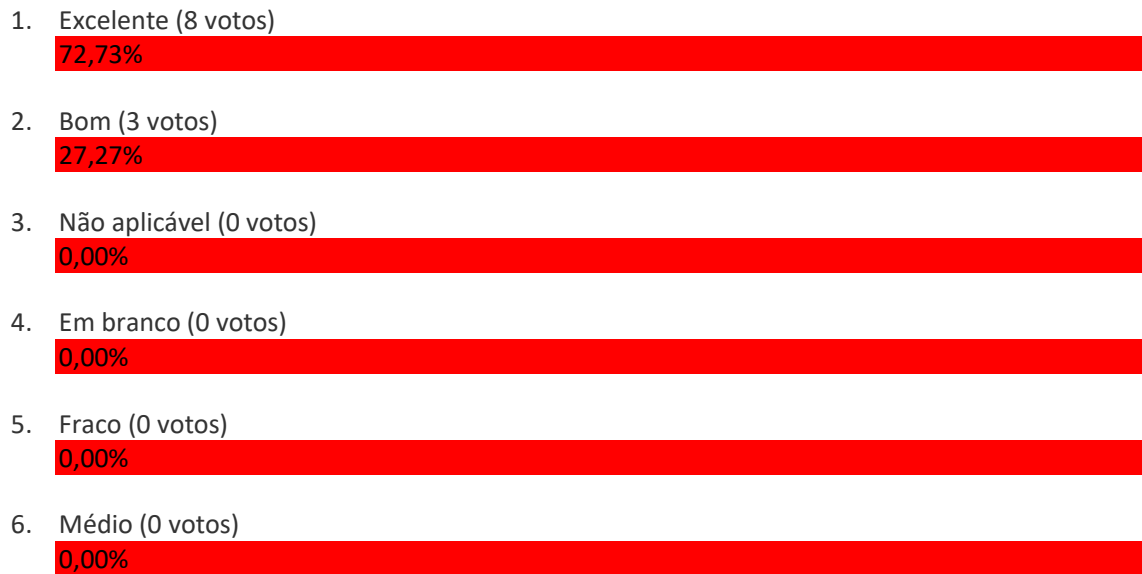 1. Excelente (8 votos)
72,73%
2. Bom (3 votos)
27,27%
3. Não aplicável (0 votos)
0,00%
4. Em branco (0 votos)
0,00%
5. Fraco (0 votos)
0,00%
6. Médio (0 votos)
0,00%